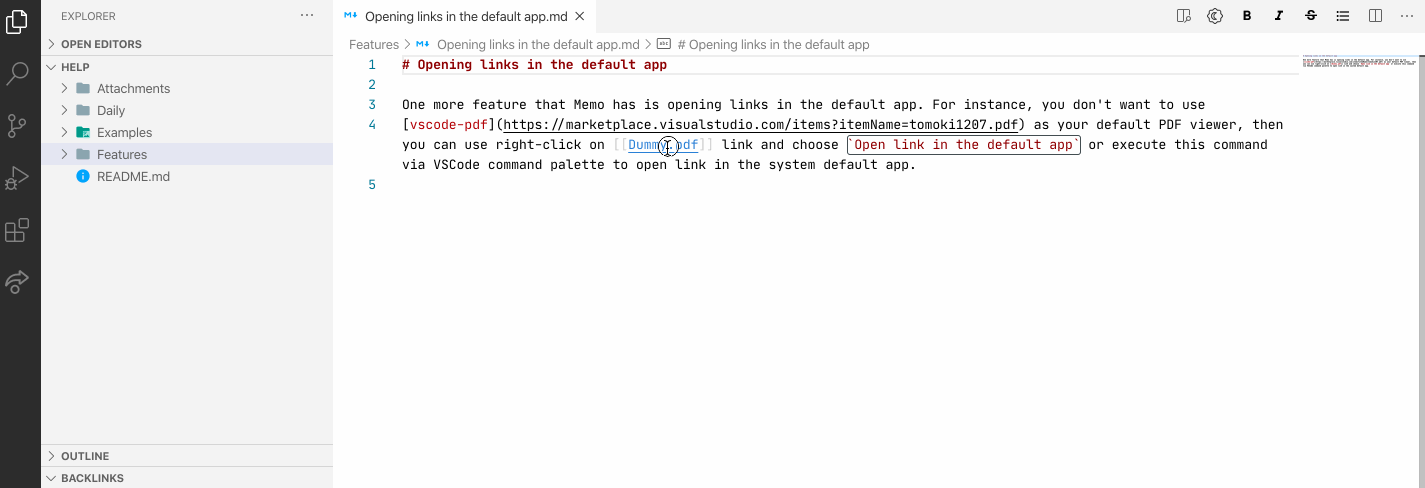 EXPLORER ...
OPEN EDITORS
HELP
Attachments
Daily
Examples
Features
README.md
OUTLINE
BACKLINKS
Opening links in the default app.md
B I S ...
Features > Opening links in the default app.md > abc # Opening links in the default app
1 # Opening links in the default app
2
3 One more feature that Memo has is opening links in the default app. For instance, you don't want to use
4 [vscode-pdf](https://marketplace.visualstudio.com/items?itemName=tomoki1207.pdf) as your default PDF viewer, then
you can use right-click on [[Dummy.pdf]] link and choose `Open link in the default app` or execute this command
via VSCode command palette to open link in the system default app.
5